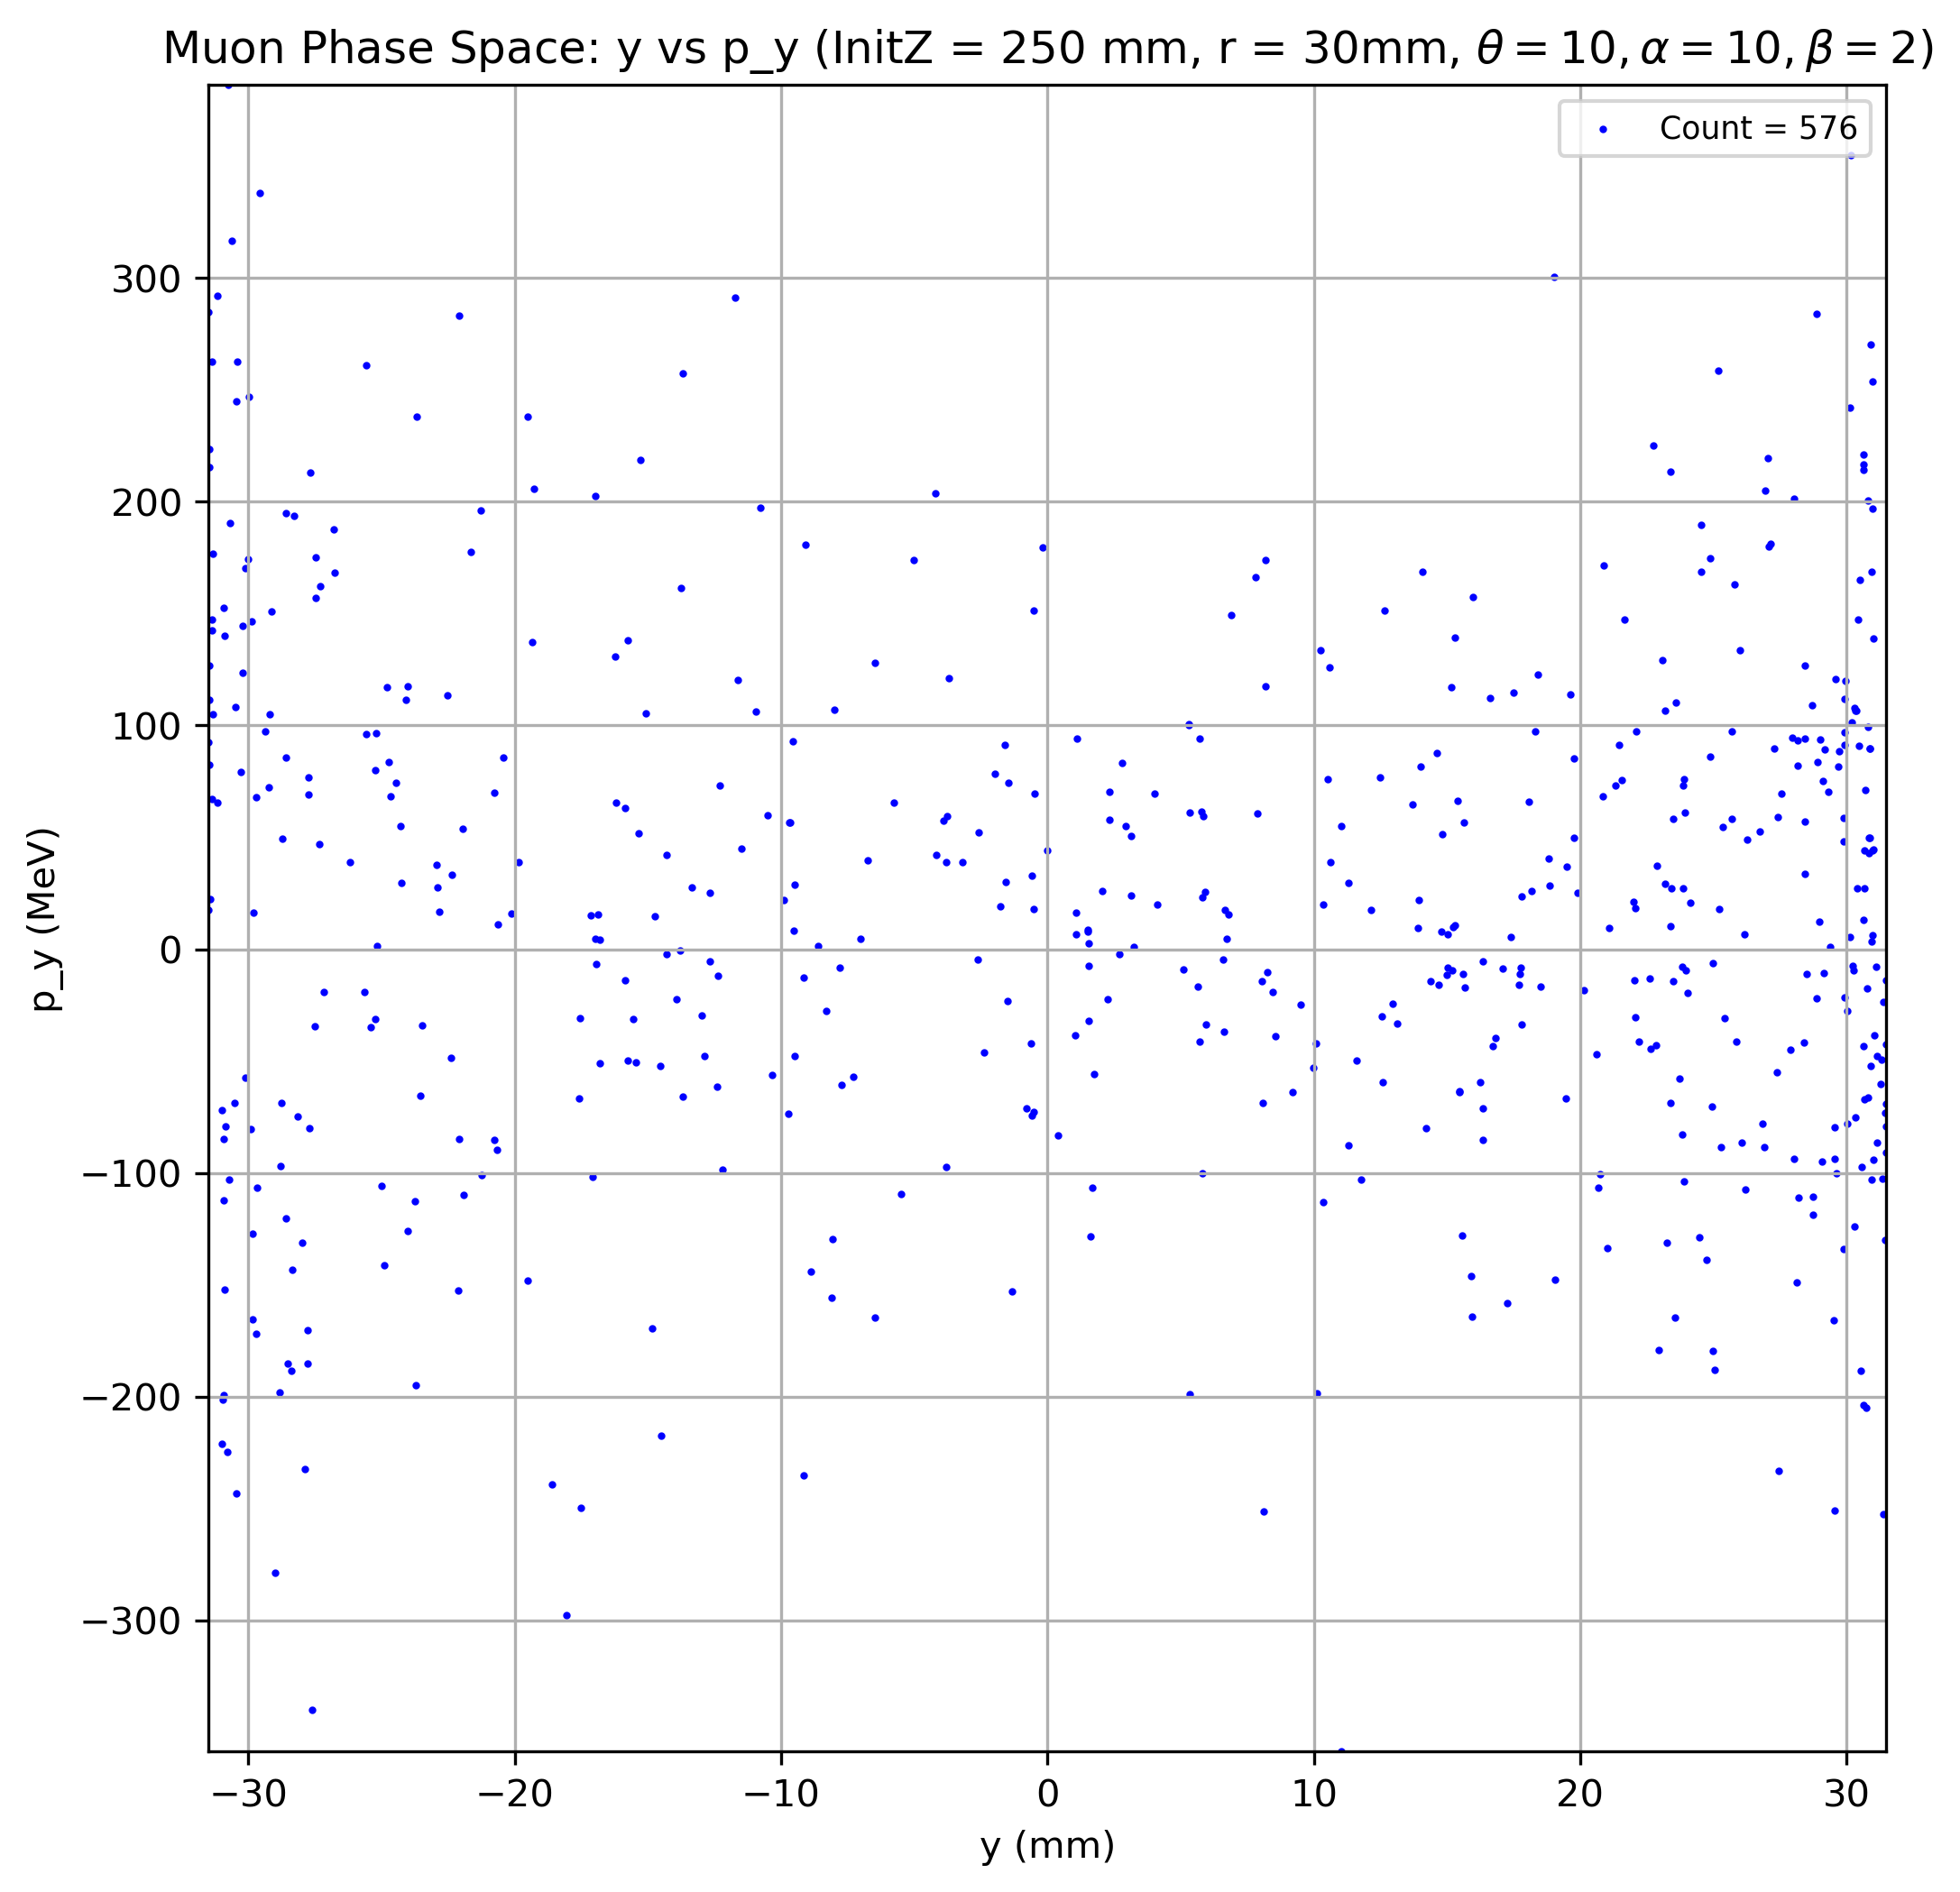 Muon Phase Space: y vs p_y (InitZ = 250 mm, r = 30mm, θ = 10, α = 10, β = 2)
Count = 576
300
200
100
0
−100
−200
−300
p_y (MeV)
−30 −20 −10 0 10 20 30
y (mm)